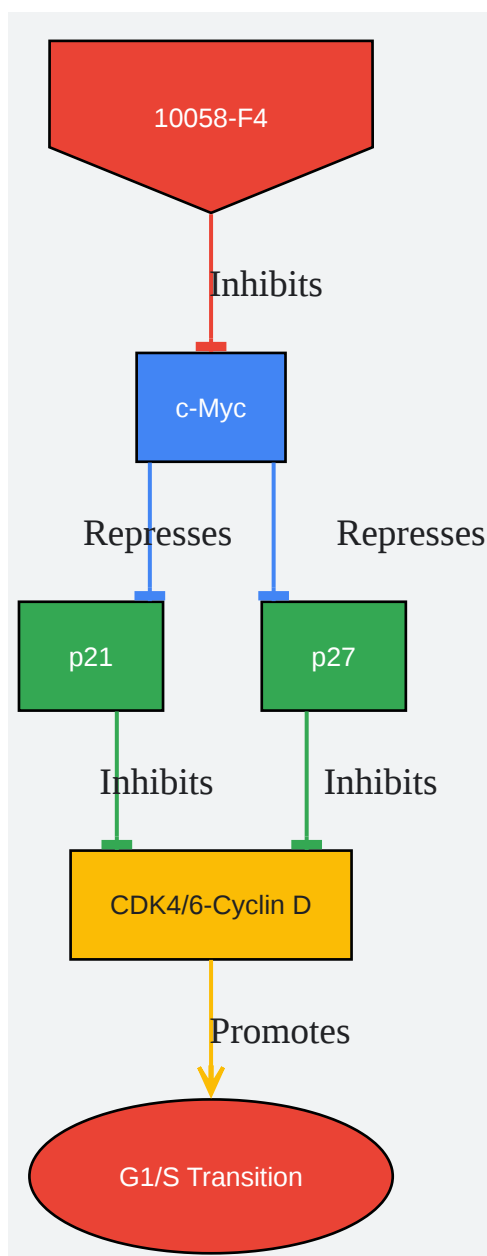 10058-F4
Inhibits
c-Myc
Represses Represses
p21 p27
Inhibits Inhibits
CDK4/6-Cyclin D
Promotes
G1/S Transition